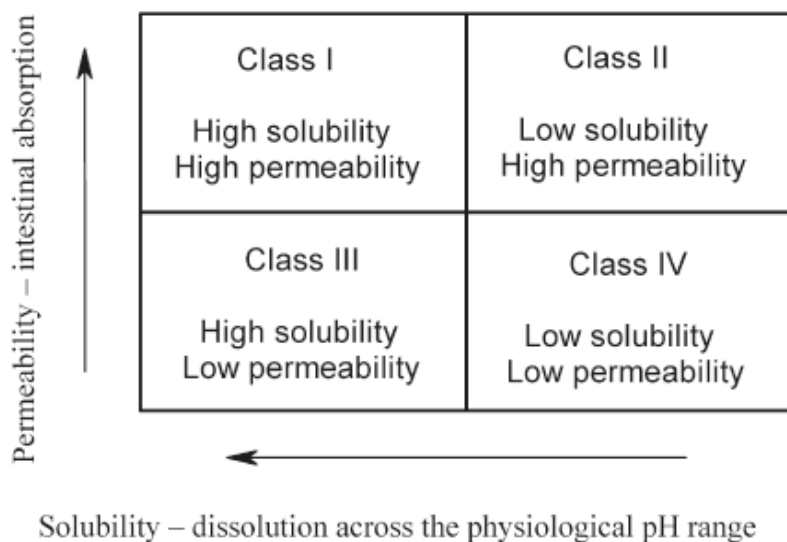 Permeability – intestinal absorption
Class I
High solubility
High permeability
Class II
Low solubility
High permeability
Class III
High solubility
Low permeability
Class IV
Low solubility
Low permeability
Solubility – dissolution across the physiological pH range